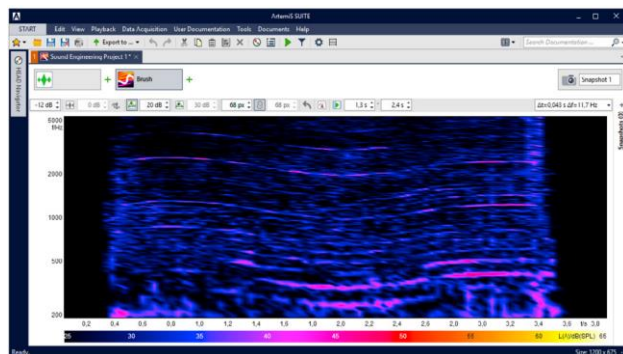 ArtemiS SUITE
START Edit View Playback Data Acquisition User Documentation Tools Documents Help
Export to ... Search Documentation ...
1 Sound Engineering Project 1 *
HEAD Navigator
Brush Snapshot 1
-12 dB 0 dB 20 dB 30 dB 68 px 68 px 1,3 s 2,4 s Δt=0,043 s Δf=11,7 Hz
Snapshots (2)
5000
f/Hz
2000
1000
500
200
0,2 0,4 0,6 0,8 1,0 1,2 1,4 1,6 1,8 2,0 2,2 2,4 2,6 2,8 3,0 3,2 3,4 3,6 t/s 3,8
25 30 35 40 45 50 55 60 L(A)/dB(SPL) 65
Ready Size: 1200 x 675